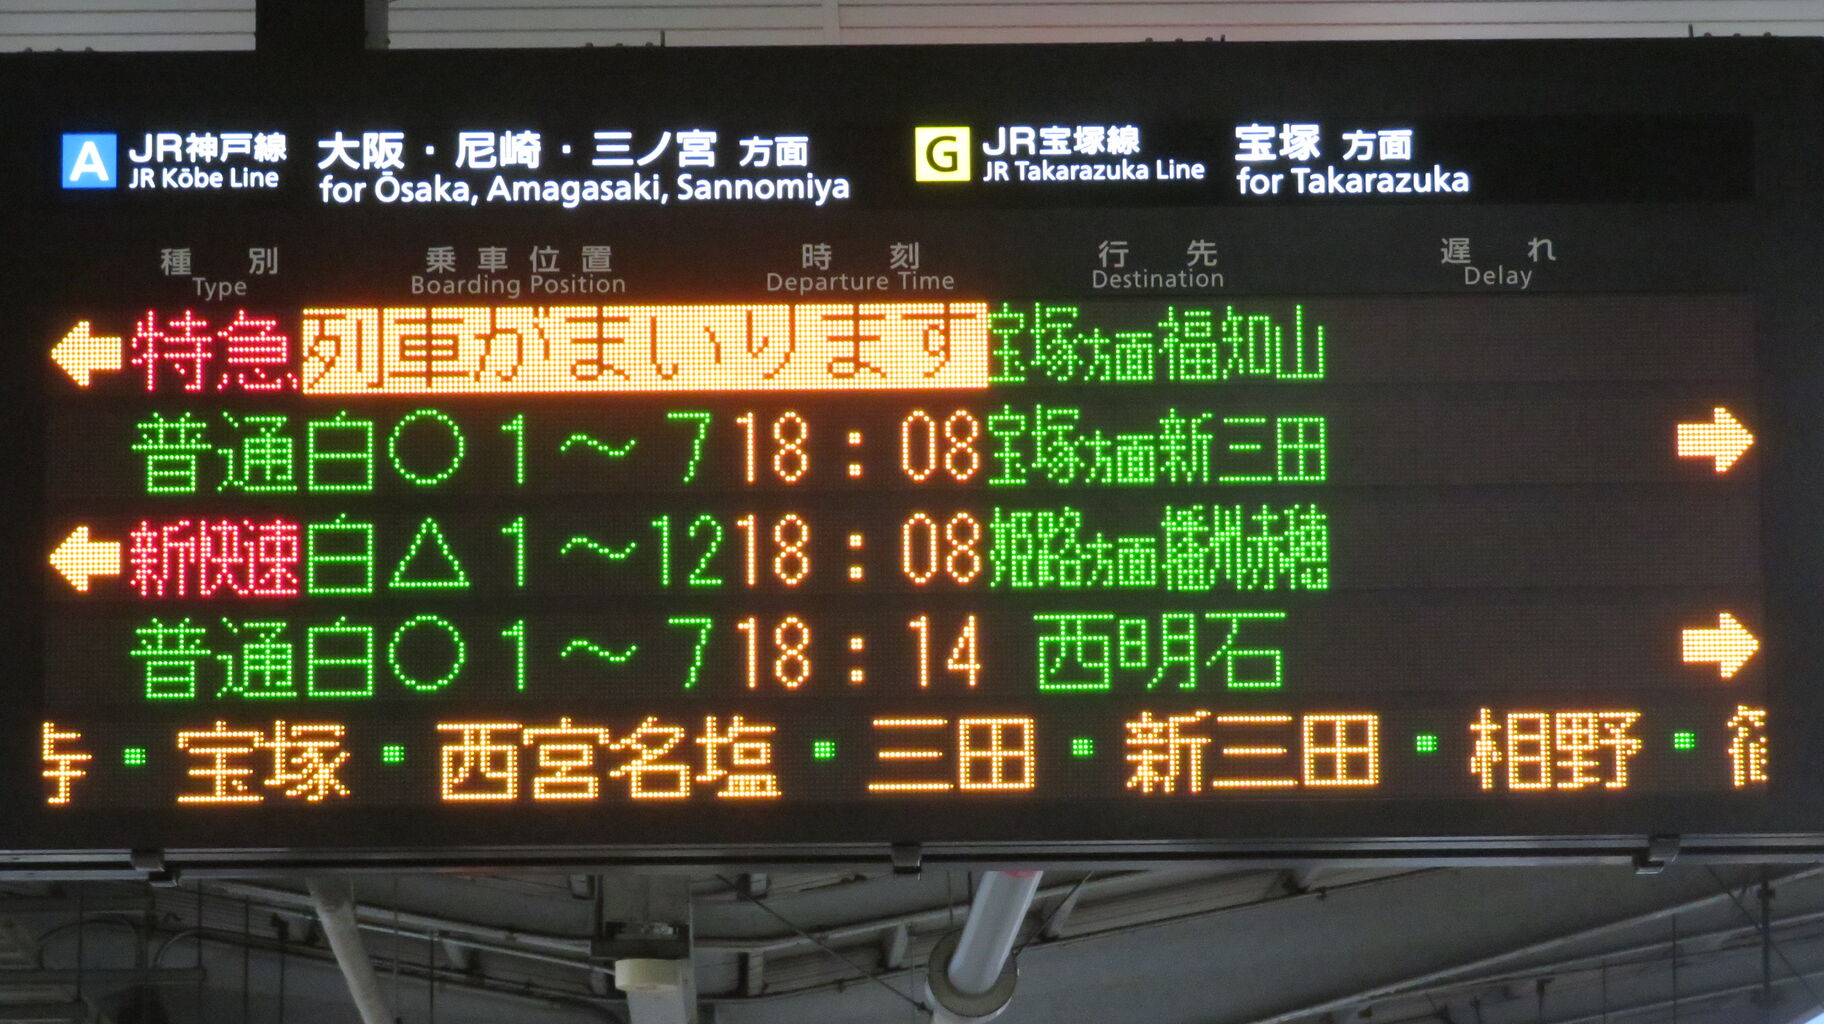 A JR神戸線 大阪・尼崎・三ノ宮 方面 G JR宝塚線 宝塚 方面
JR Kōbe Line for Ōsaka, Amagasaki, Sannomiya JR Takarazuka Line for Takarazuka
種別 乗車位置 時刻 行先 遅れ
Type Boarding Position Departure Time Destination Delay
← 特急 列車がまいります 宝塚方面福知山
普通 白○ 1～7 18:08 宝塚方面新三田 →
← 新快速 白△ 1～12 18:08 姫路方面播州赤穂
普通 白○ 1～7 18:14 西明石 →
・宝塚・西宮名塩・三田・新三田・相野・